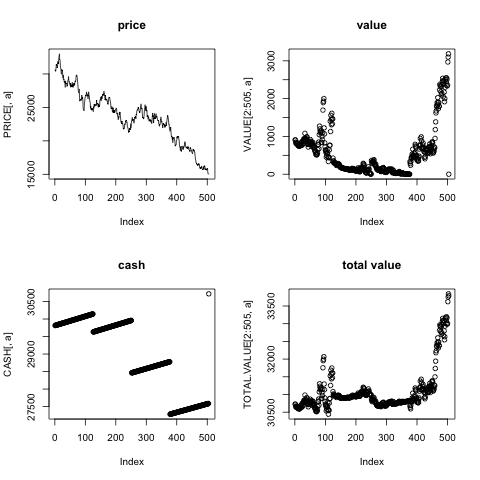 price
PRICE[, a]
15000 25000
0 100 200 300 400 500
Index
value
VALUE[2:505, a]
0 1000 2000 3000
0 100 200 300 400 500
Index
cash
CASH[, a]
27500 29000 30500
0 100 200 300 400 500
Index
total value
TOTAL.VALUE[2:505, a]
30500 32000 33500
0 100 200 300 400 500
Index